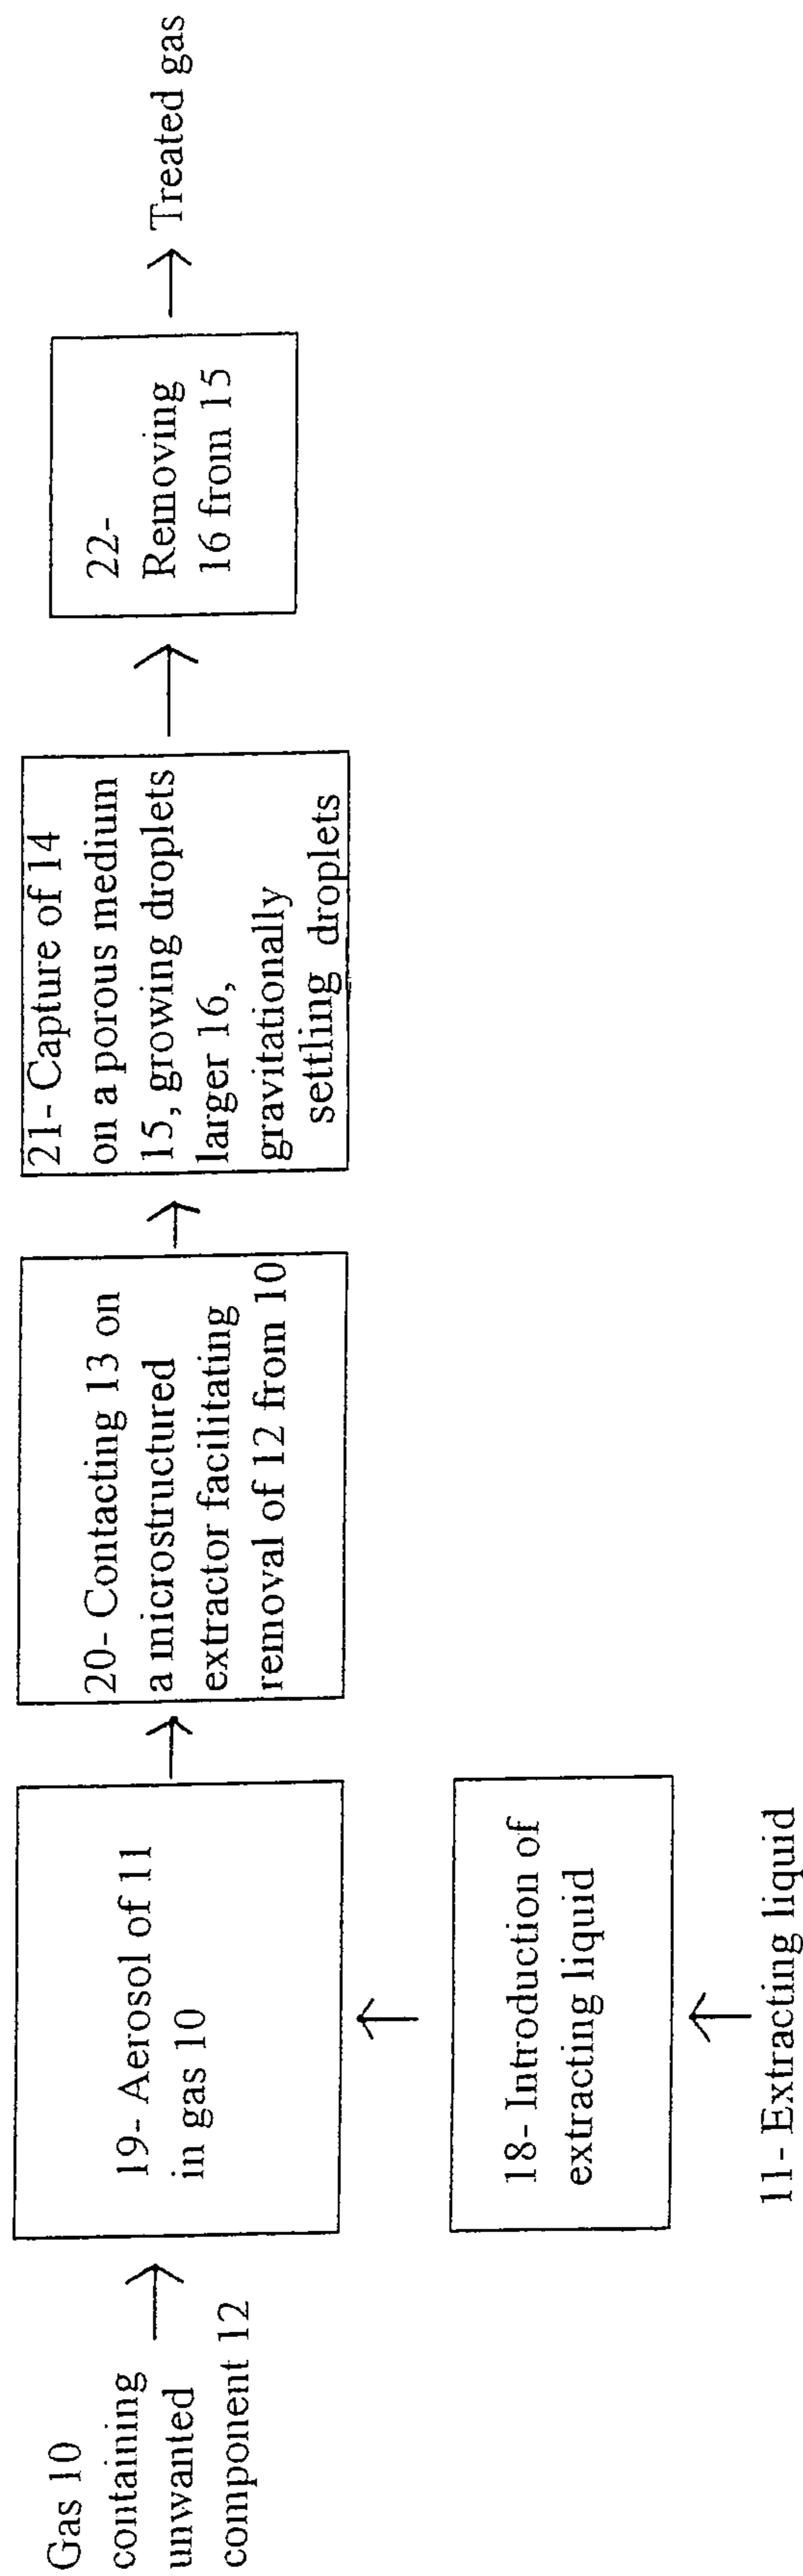 Gas 10
containing
unwanted
component 12
19- Aerosol of 11
in gas 10
18- Introduction of
extracting liquid
11- Extracting liquid
20- Contacting 13 on
a microstructured
extractor facilitating
removal of 12 from 10
21- Capture of 14
on a porous medium
15, growing droplets
larger 16,
gravitationally
settling droplets
22-
Removing
16 from 15
Treated gas